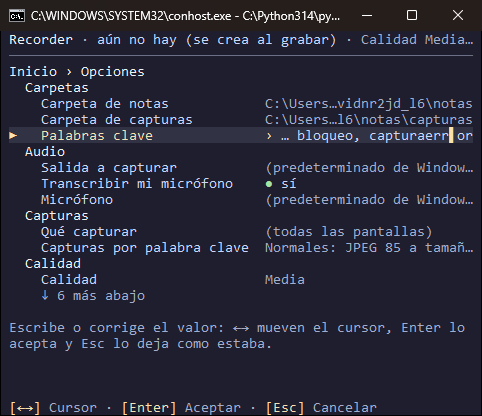 C:\WINDOWS\SYSTEM32\conhost.exe - C:\Python314\py…
Recorder · aún no hay (se crea al grabar) · Calidad Media…
Inicio › Opciones
Carpetas
Carpeta de notas C:\Users…vidnr2jd_l6\notas
Carpeta de capturas C:\Us…l6\notas\capturas
► Palabras clave › … bloqueo, capturaerror
Audio
Salida a capturar (predeterminado de Window…
Transcribir mi micrófono ● sí
Micrófono (predeterminado de Window…
Capturas
Qué capturar (todas las pantallas)
Capturas por palabra clave Normales: JPEG 85 a tamañ…
Calidad
Calidad Media
↓ 6 más abajo
Escribe o corrige el valor: ↔ mueven el cursor, Enter lo
acepta y Esc lo deja como estaba.
[↔] Cursor · [Enter] Aceptar · [Esc] Cancelar